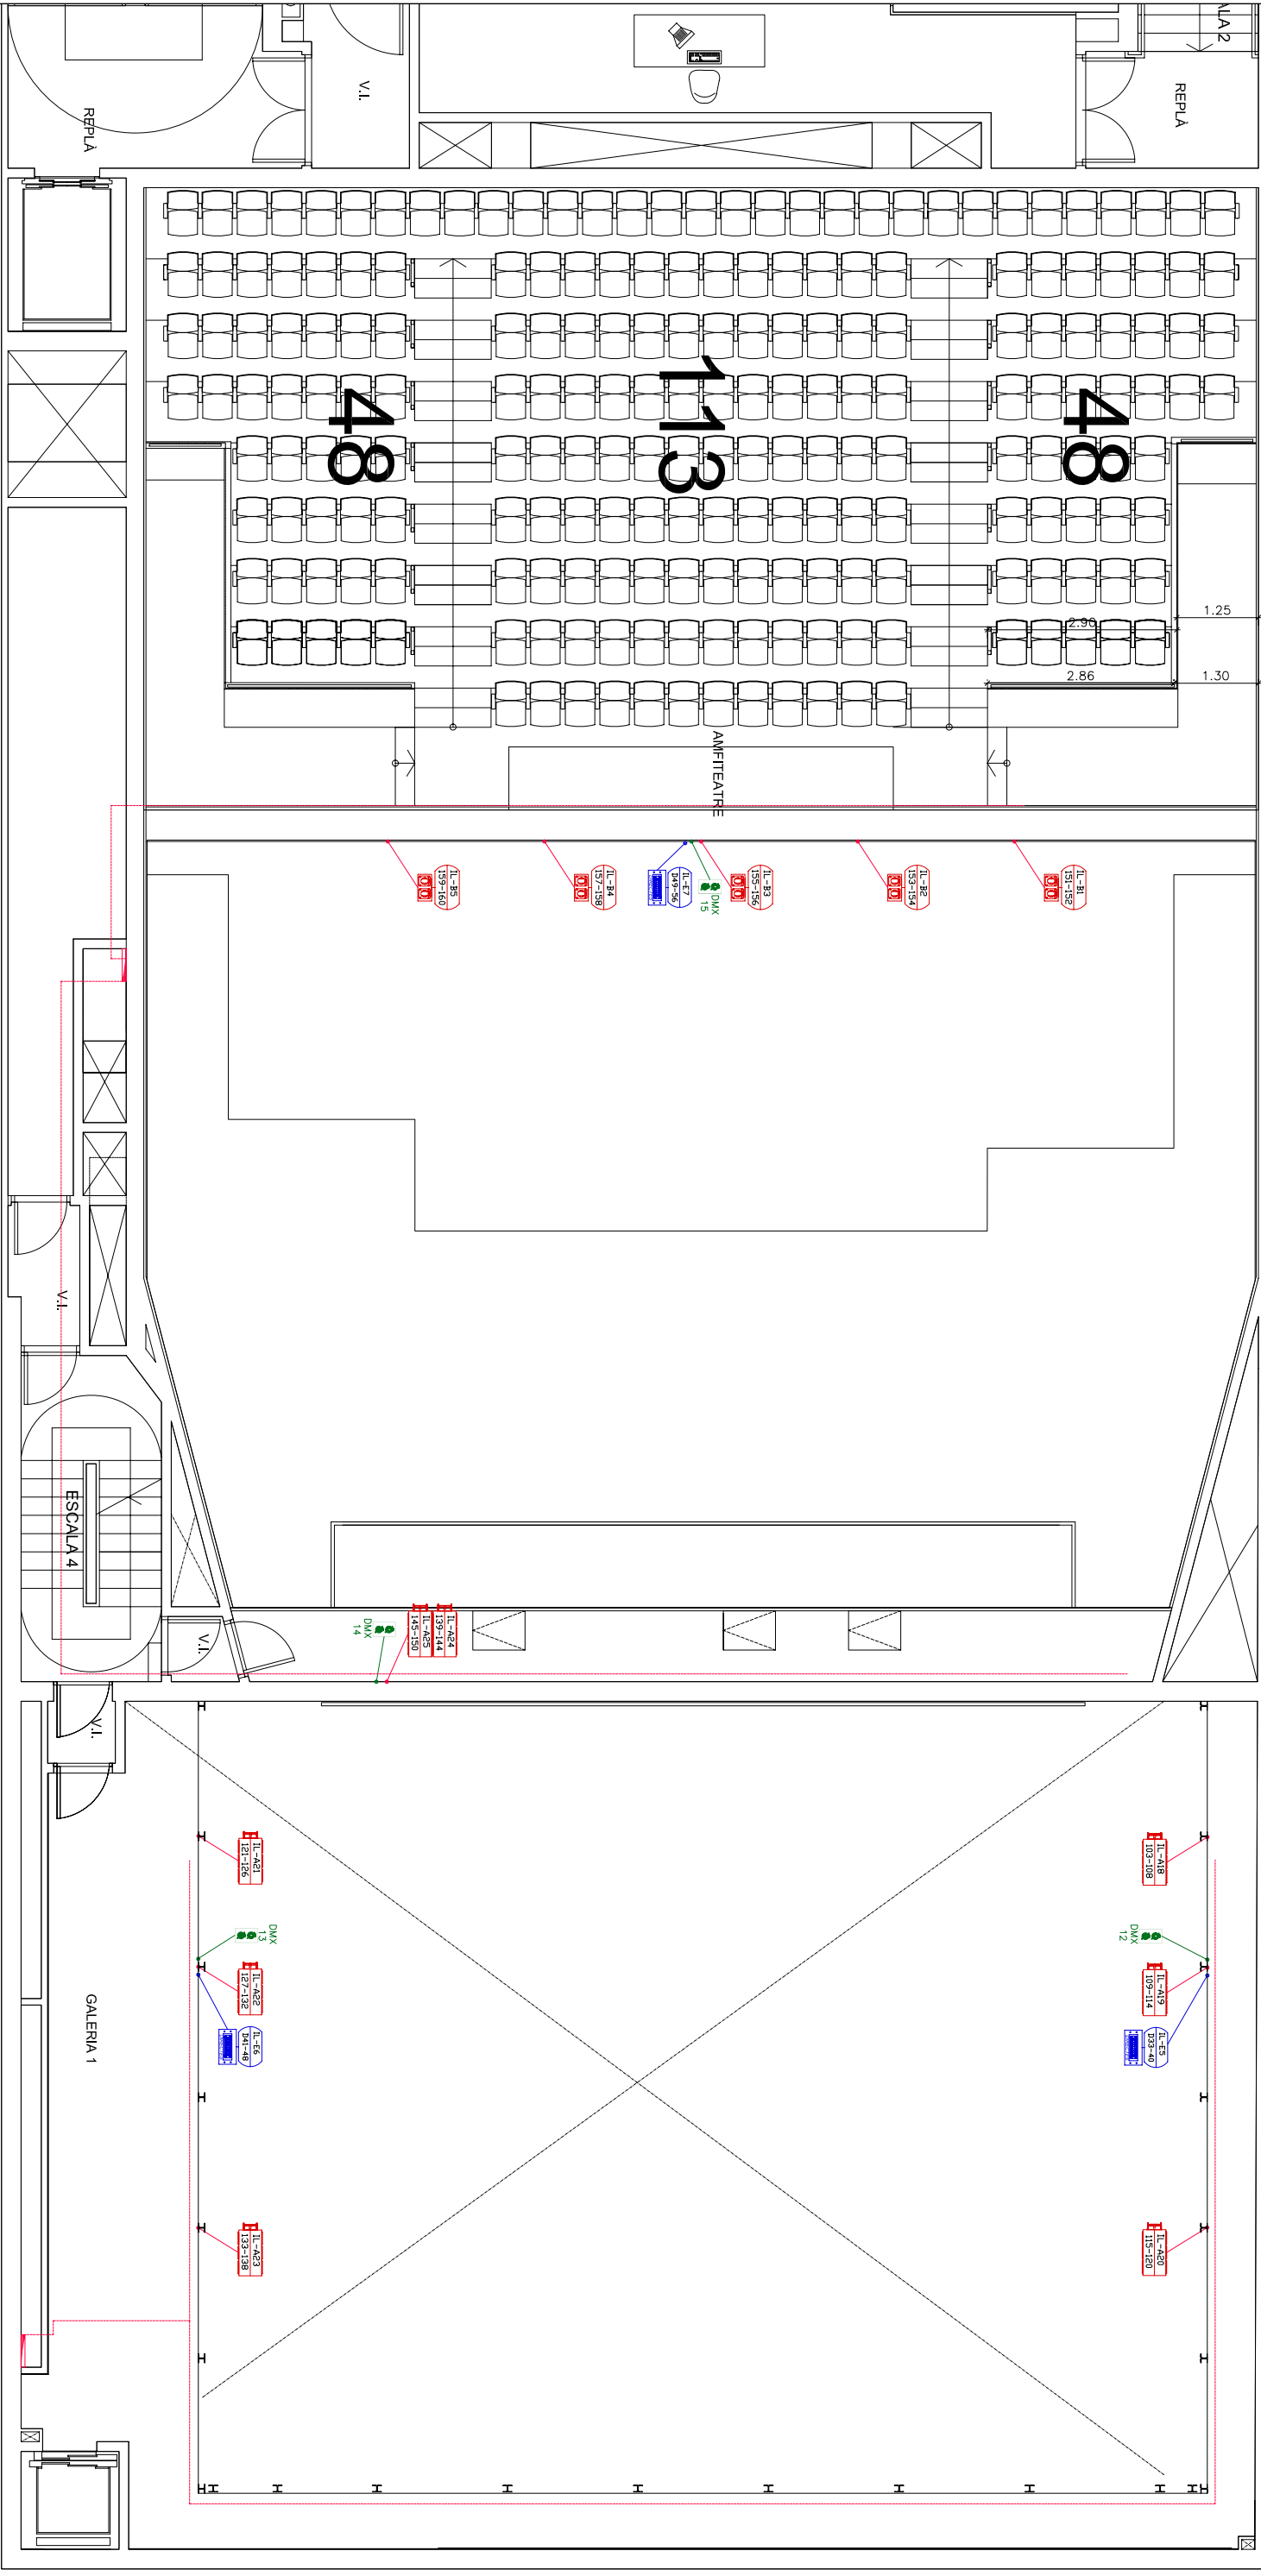 ALA 2
REPLÀ
V.I.
REPLÀ
48
113
48
1.25
2.90
2.86
1.30
AMFITEATRE
IL-B5
159-160
IL-B4
157-158
IL-E7
D49-56
DMX
15
IL-B3
155-156
IL-B2
153-154
IL-B1
151-152
V.I.
ESCALA 4
V.I.
DMX
14
IL-A25
145-150
IL-A24
139-144
V.I.
IL-A21
121-126
IL-A18
103-108
DMX
13
DMX
12
IL-A22
127-132
IL-A19
109-114
IL-E6
D41-48
IL-E5
D33-40
GALERIA 1
IL-A23
133-138
IL-A20
115-120